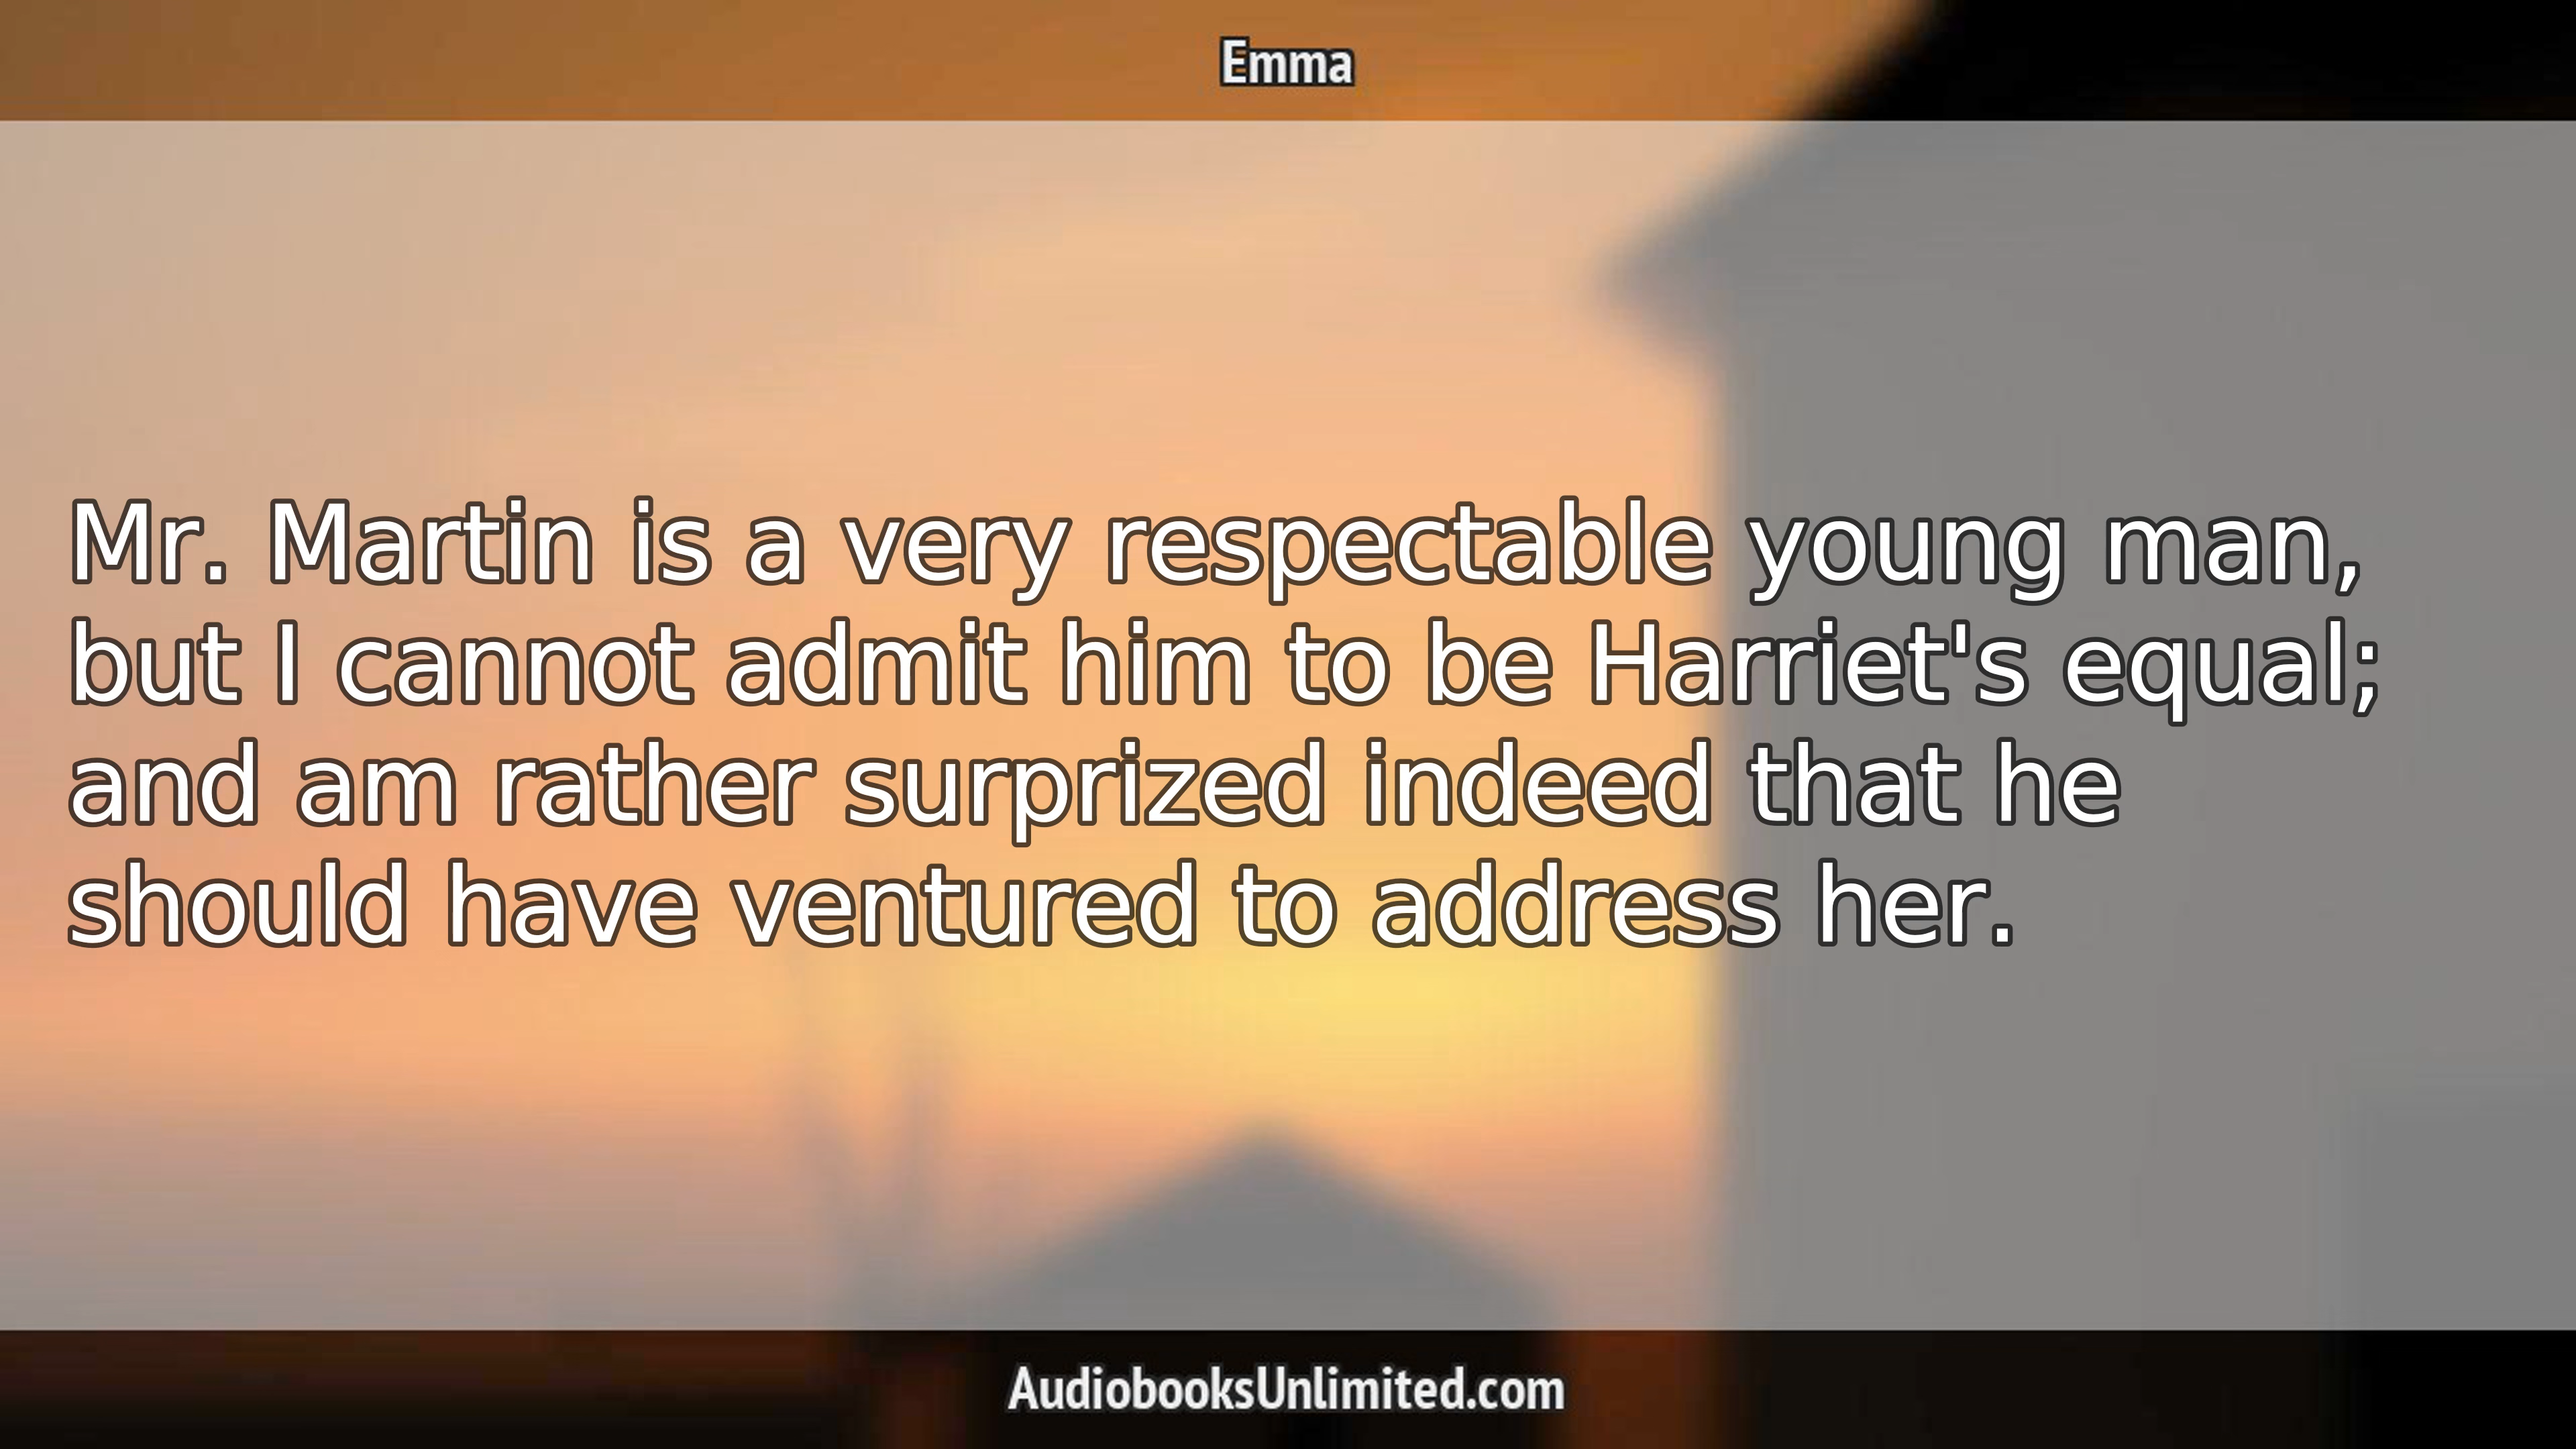 Emma
Mr. Martin is a very respectable young man,
but I cannot admit him to be Harriet's equal;
and am rather surprized indeed that he
should have ventured to address her.
AudiobooksUnlimited.com